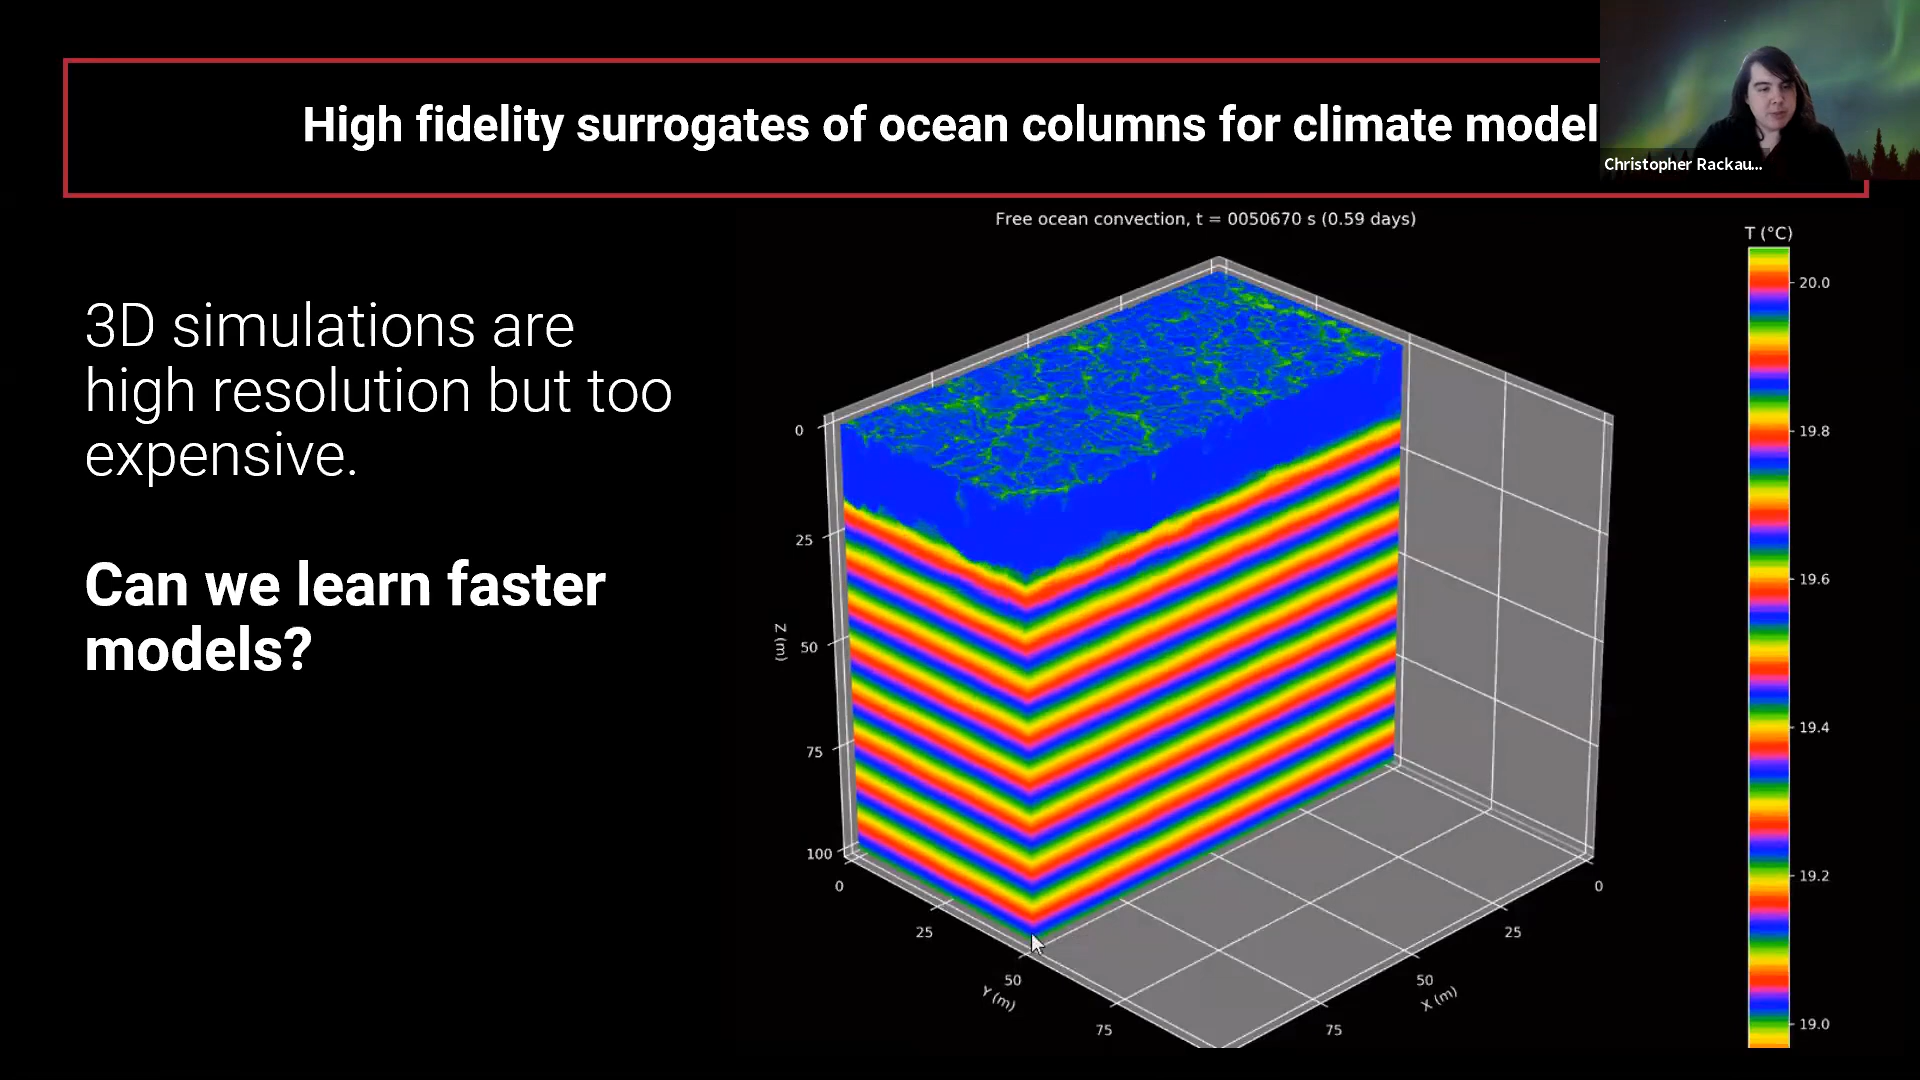 High fidelity surrogates of ocean columns for climate model
Christopher Rackau...
Free ocean convection, t = 0050670 s (0.59 days)
T (°C)
3D simulations are
high resolution but too
expensive.
Can we learn faster
models?
0
25
50
75
100
Z (m)
0
25
50
75
Y (m)
0
25
50
75
X (m)
20.0
19.8
19.6
19.4
19.2
19.0